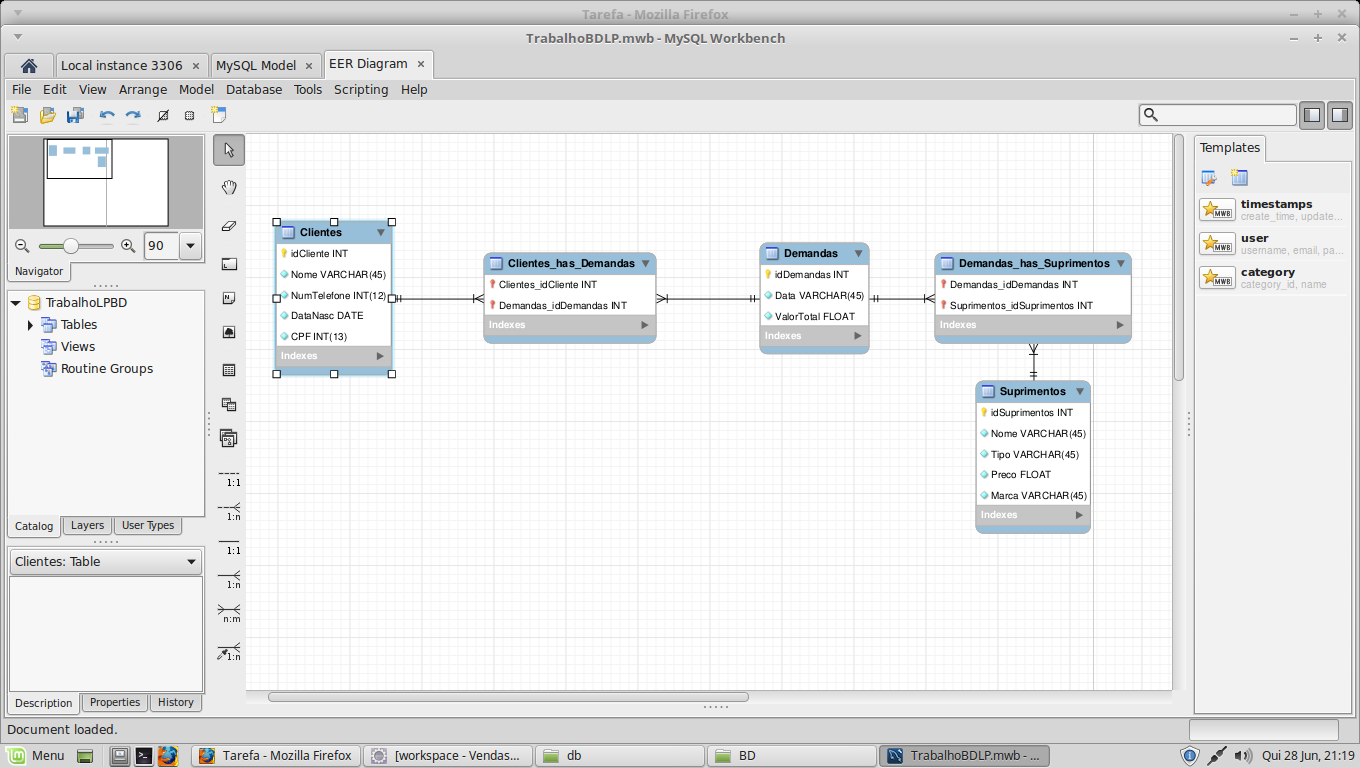 Tarefa - Mozilla Firefox
TrabalhoBDLP.mwb - MySQL Workbench
Local instance 3306
MySQL Model
EER Diagram
File Edit View Arrange Model Database Tools Scripting Help
90
Navigator
TrabalhoLPBD
Tables
Views
Routine Groups
Catalog Layers User Types
Clientes: Table
Description Properties History
1:1
1:n
1:1
1:n
n:m
1:n
Clientes
idCliente INT
Nome VARCHAR(45)
NumTelefone INT(12)
DataNasc DATE
CPF INT(13)
Indexes
Clientes_has_Demandas
Clientes_idCliente INT
Demandas_idDemandas INT
Indexes
Demandas
idDemandas INT
Data VARCHAR(45)
ValorTotal FLOAT
Indexes
Demandas_has_Suprimentos
Demandas_idDemandas INT
Suprimentos_idSuprimentos INT
Indexes
Suprimentos
idSuprimentos INT
Nome VARCHAR(45)
Tipo VARCHAR(45)
Preco FLOAT
Marca VARCHAR(45)
Indexes
Templates
MWB
timestamps
create_time, update...
MWB
user
username, email, pa...
MWB
category
category_id, name
Document loaded.
Menu
Tarefa - Mozilla Firefox
[workspace - Vendas...
db
BD
TrabalhoBDLP.mwb - ...
Qui 28 Jun, 21:19